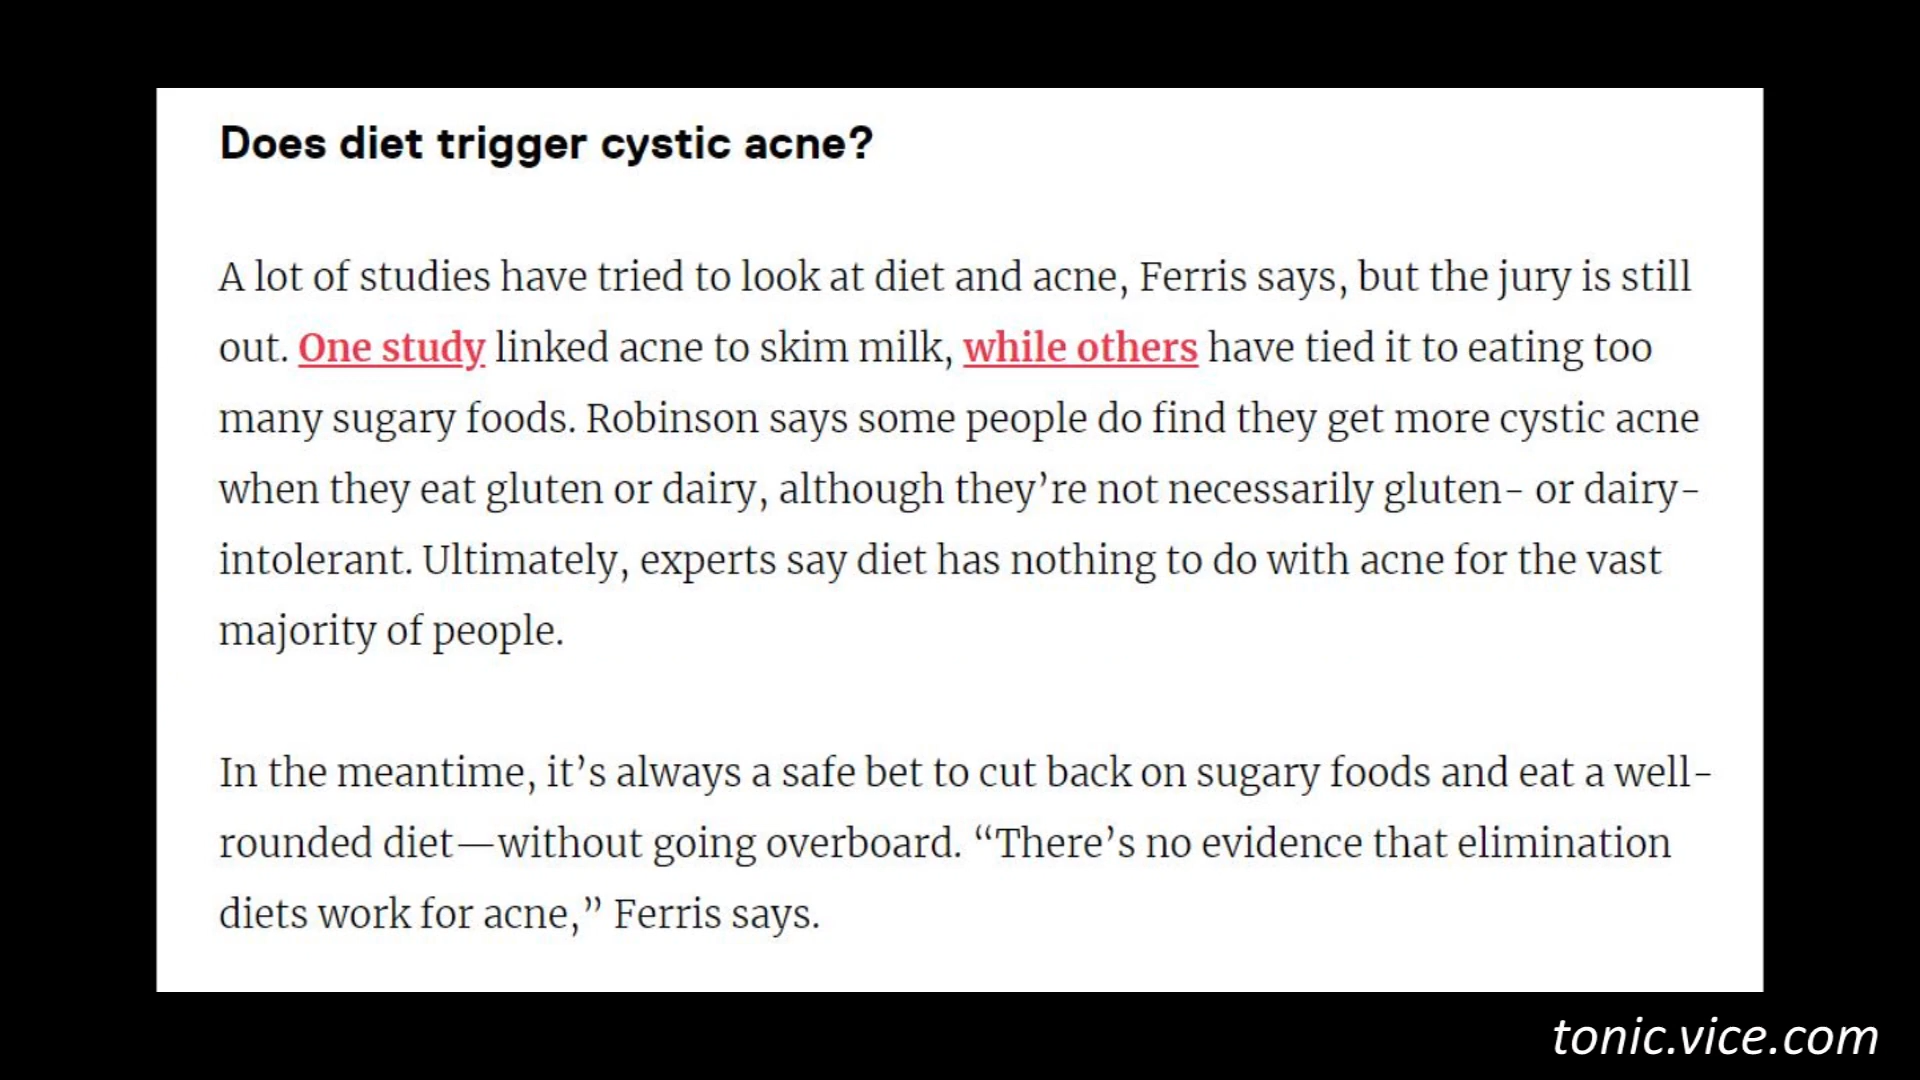 Does diet trigger cystic acne?
A lot of studies have tried to look at diet and acne, Ferris says, but the jury is still
out. One study linked acne to skim milk, while others have tied it to eating too
many sugary foods. Robinson says some people do find they get more cystic acne
when they eat gluten or dairy, although they’re not necessarily gluten- or dairy-
intolerant. Ultimately, experts say diet has nothing to do with acne for the vast
majority of people.
In the meantime, it’s always a safe bet to cut back on sugary foods and eat a well-
rounded diet—without going overboard. “There’s no evidence that elimination
diets work for acne,” Ferris says.
tonic.vice.com